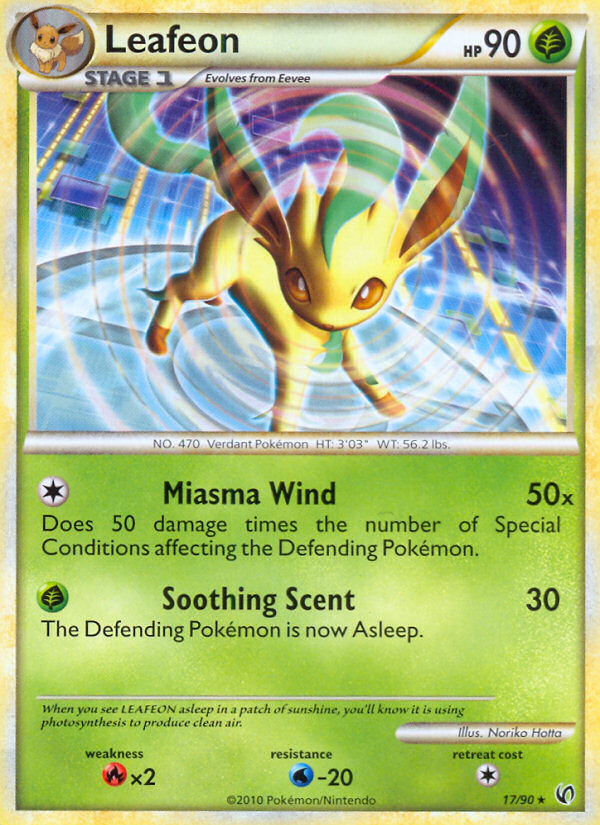 Leafeon
HP 90
STAGE 1
Evolves from Eevee
NO. 470 Verdant Pokémon HT: 3'03" WT: 56.2 lbs.
Miasma Wind 50x
Does 50 damage times the number of Special
Conditions affecting the Defending Pokémon.
Soothing Scent 30
The Defending Pokémon is now Asleep.
When you see LEAFEON asleep in a patch of sunshine, you'll know it is using
photosynthesis to produce clean air.
Illus. Noriko Hotta
weakness resistance retreat cost
x2 -20
©2010 Pokémon/Nintendo 17/90 ★